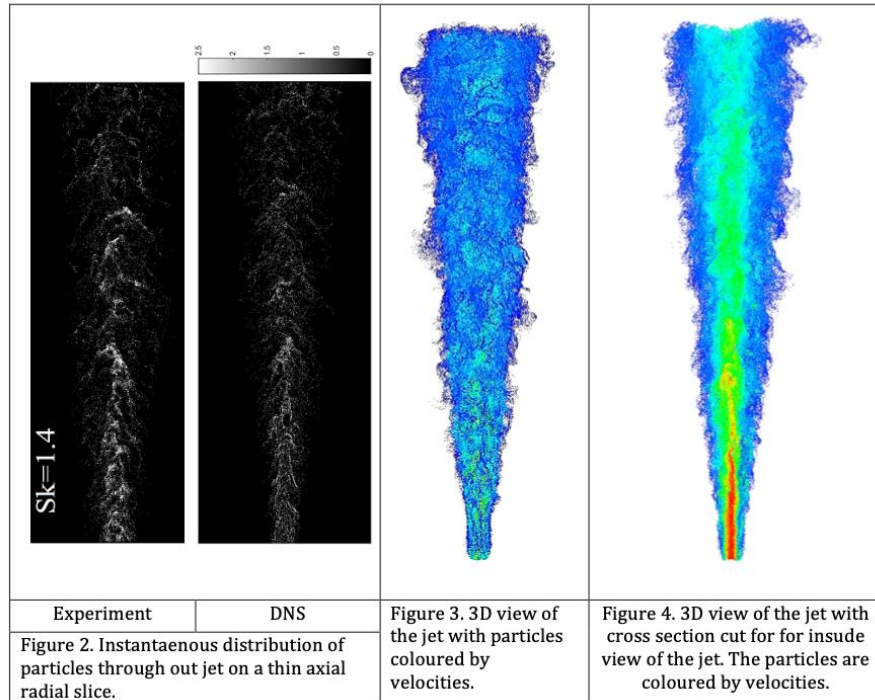 2.5
2
1.5
1
0.5
0
Sk=1.4
Experiment
DNS
Figure 2. Instantaenous distribution of
particles through out jet on a thin axial
radial slice.
Figure 3. 3D view of
the jet with particles
coloured by
velocities.
Figure 4. 3D view of the jet with
cross section cut for for insude
view of the jet. The particles are
coloured by velocities.